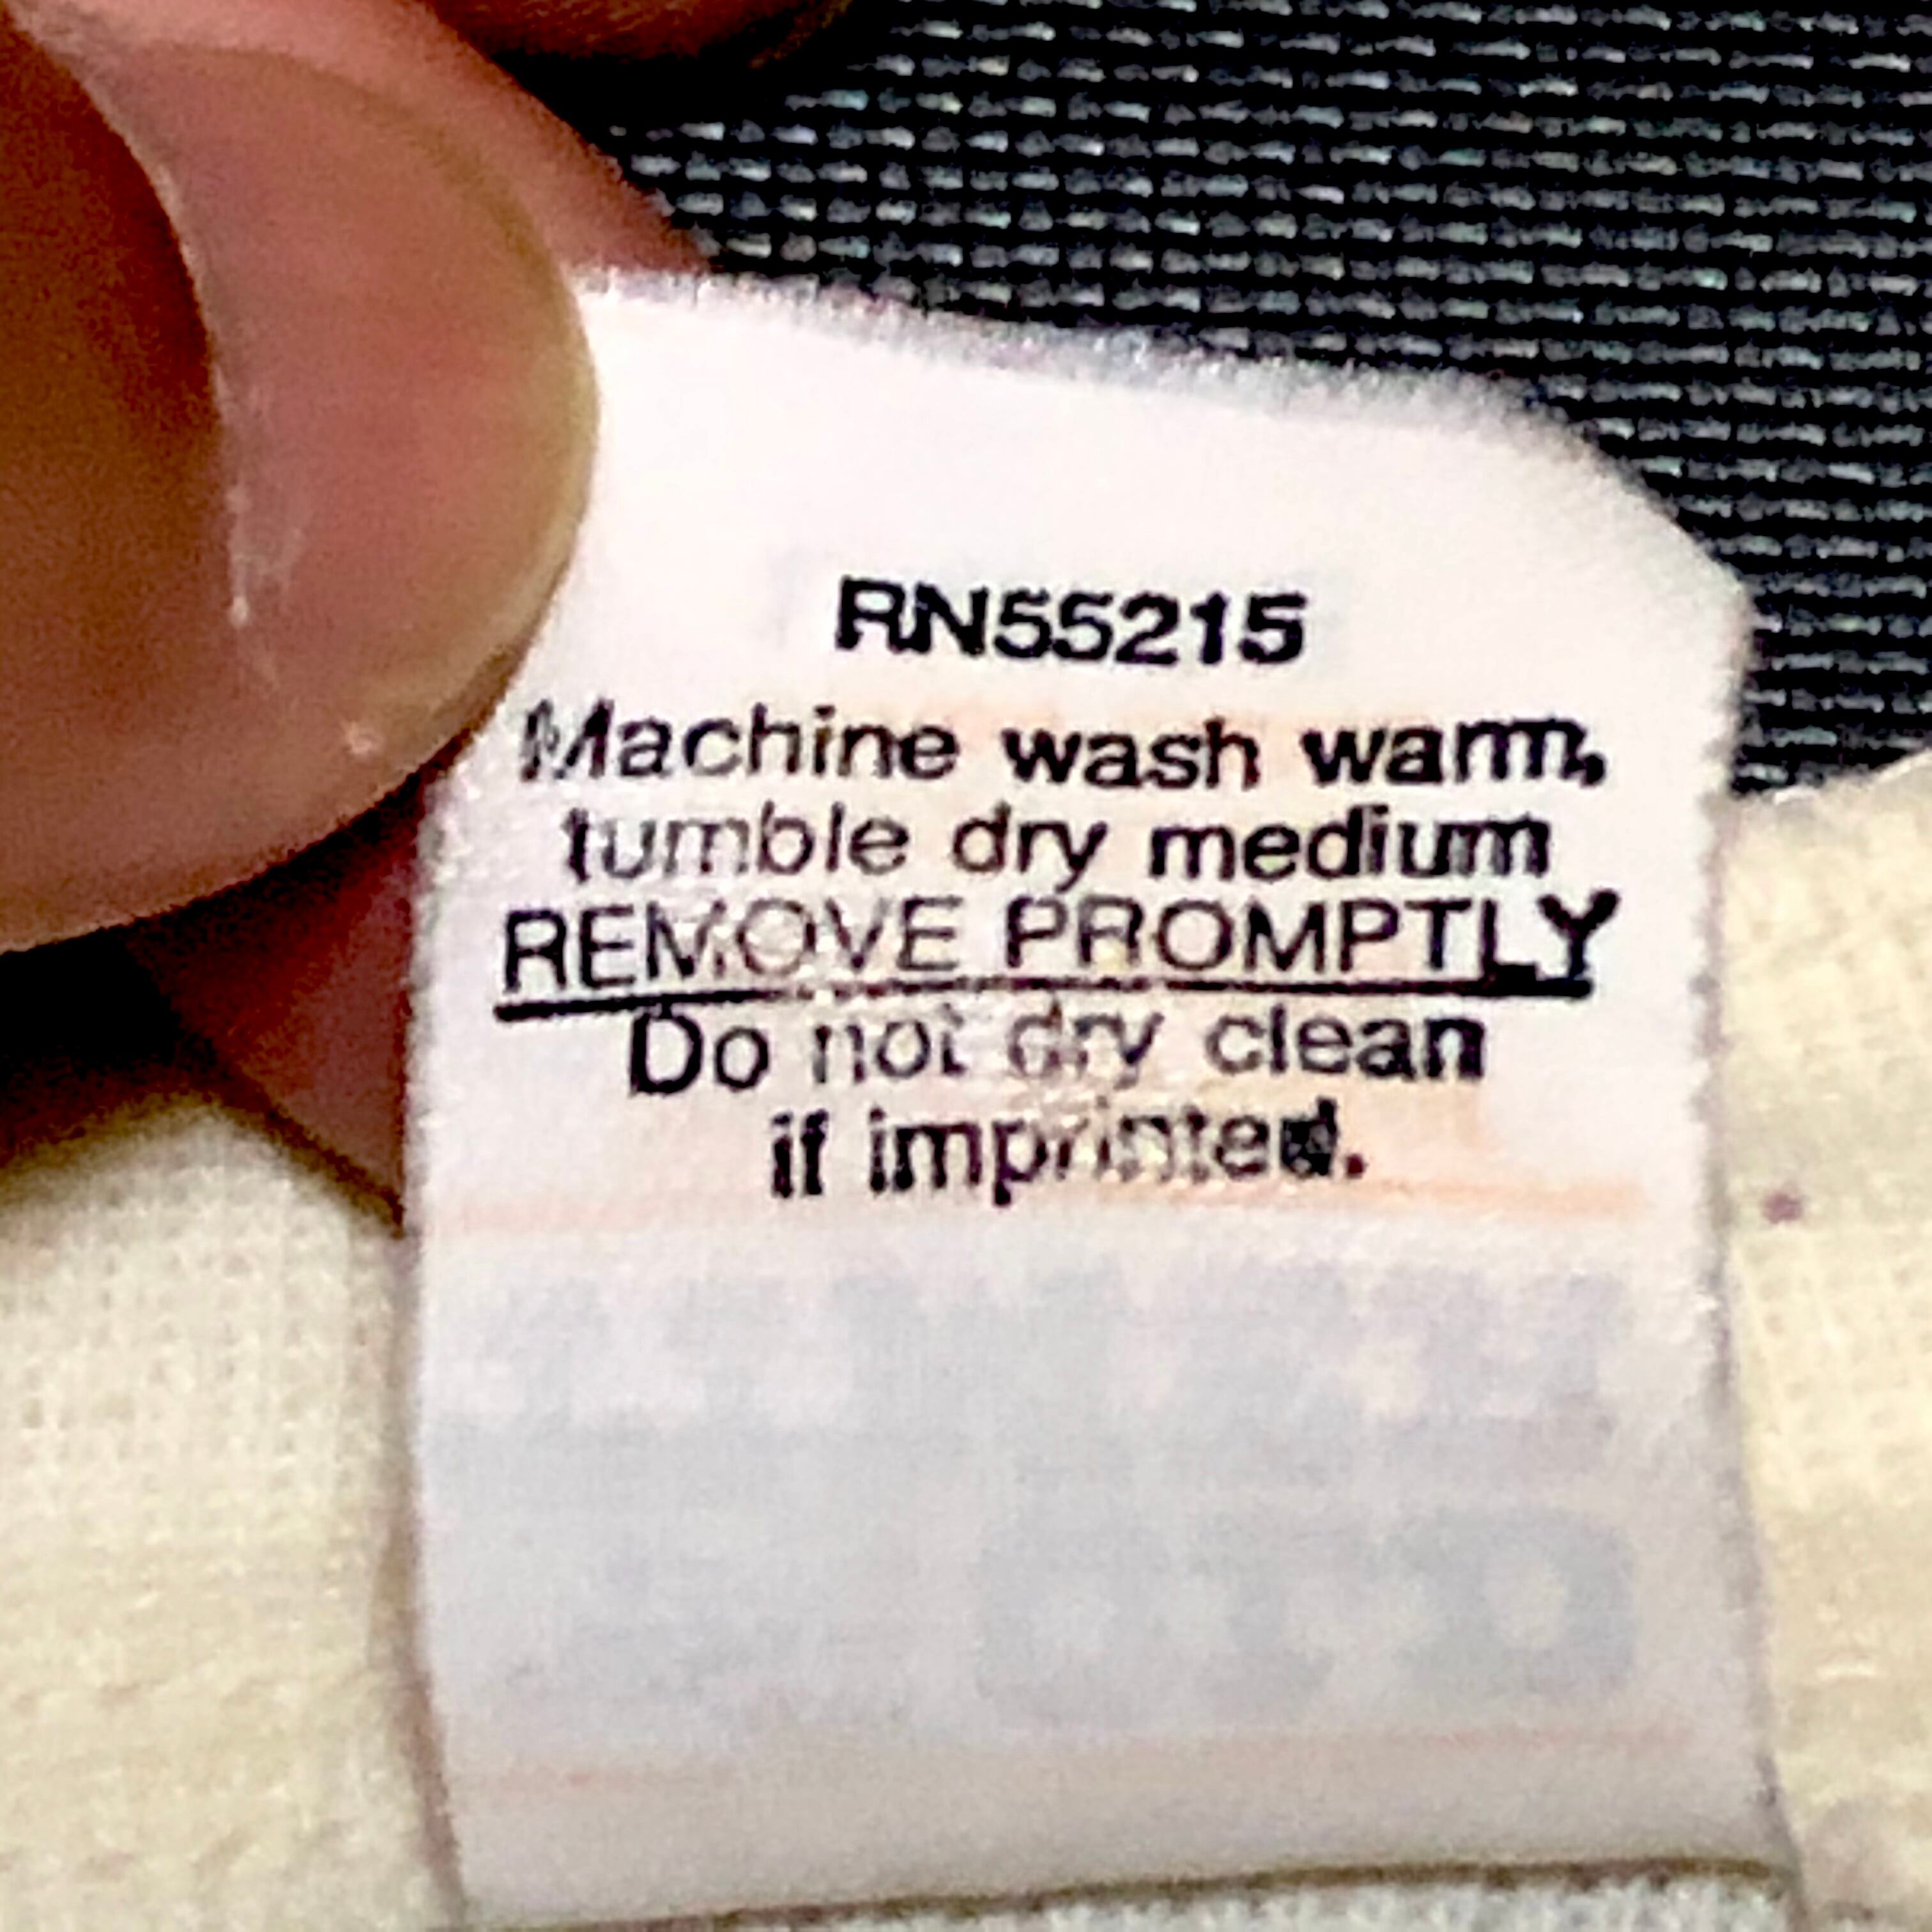 RN55215
Machine wash warm,
tumble dry medium
REMOVE PROMPTLY
Do not dry clean
if imprinted.